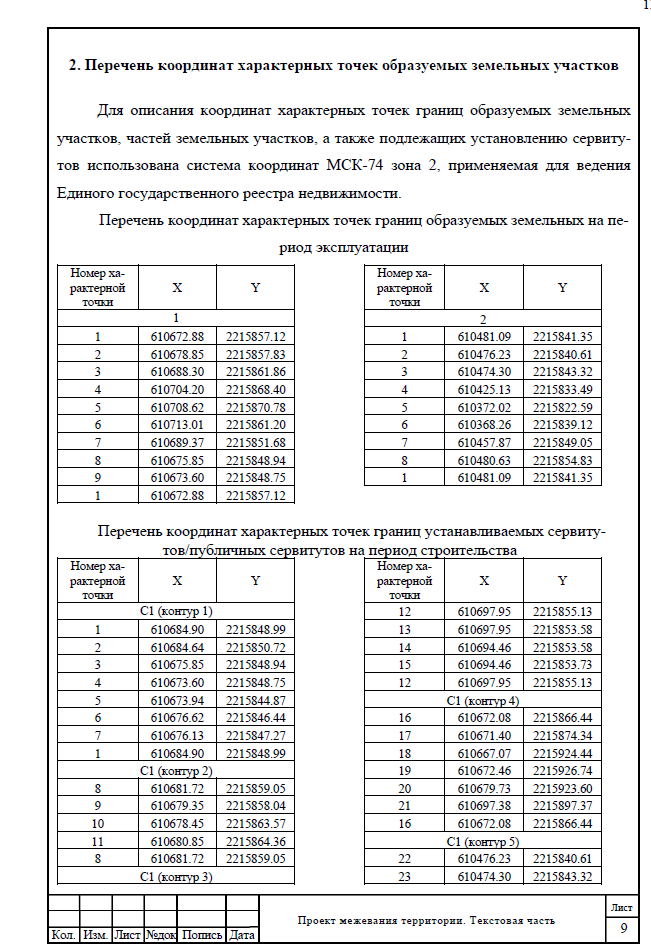 1
2. Перечень координат характерных точек образуемых земельных участков
Для описания координат характерных точек границ образуемых земельных
участков, частей земельных участков, а также подлежащих установлению сервиту-
тов использована система координат МСК-74 зона 2, применяемая для ведения
Единого государственного реестра недвижимости.
Перечень координат характерных точек границ образуемых земельных на пе-
риод эксплуатации
Номер ха-
рактерной
точки
X Y
1
1 610672.88 2215857.12
2 610678.85 2215857.83
3 610688.30 2215861.86
4 610704.20 2215868.40
5 610708.62 2215870.78
6 610713.01 2215861.20
7 610689.37 2215851.68
8 610675.85 2215848.94
9 610673.60 2215848.75
1 610672.88 2215857.12
Номер ха-
рактерной
точки
X Y
2
1 610481.09 2215841.35
2 610476.23 2215840.61
3 610474.30 2215843.32
4 610425.13 2215833.49
5 610372.02 2215822.59
6 610368.26 2215839.12
7 610457.87 2215849.05
8 610480.63 2215854.83
1 610481.09 2215841.35
Перечень координат характерных точек границ устанавливаемых сервиту-
тов/публичных сервитутов на период строительства
Номер ха-
рактерной
точки
X Y
С1 (контур 1)
1 610684.90 2215848.99
2 610684.64 2215850.72
3 610675.85 2215848.94
4 610673.60 2215848.75
5 610673.94 2215844.87
6 610676.62 2215846.44
7 610676.13 2215847.27
1 610684.90 2215848.99
С1 (контур 2)
8 610681.72 2215859.05
9 610679.35 2215858.04
10 610678.45 2215863.57
11 610680.85 2215864.36
8 610681.72 2215859.05
С1 (контур 3)
Номер ха-
рактерной
точки
X Y
12 610697.95 2215855.13
13 610697.95 2215853.58
14 610694.46 2215853.58
15 610694.46 2215853.73
12 610697.95 2215855.13
С1 (контур 4)
16 610672.08 2215866.44
17 610671.40 2215874.34
18 610667.07 2215924.44
19 610672.46 2215926.74
20 610679.73 2215923.60
21 610697.38 2215897.37
16 610672.08 2215866.44
С1 (контур 5)
22 610476.23 2215840.61
23 610474.30 2215843.32
Кол. Изм. Лист №док Попись Дата
Проект межевания территории. Текстовая часть
Лист
9